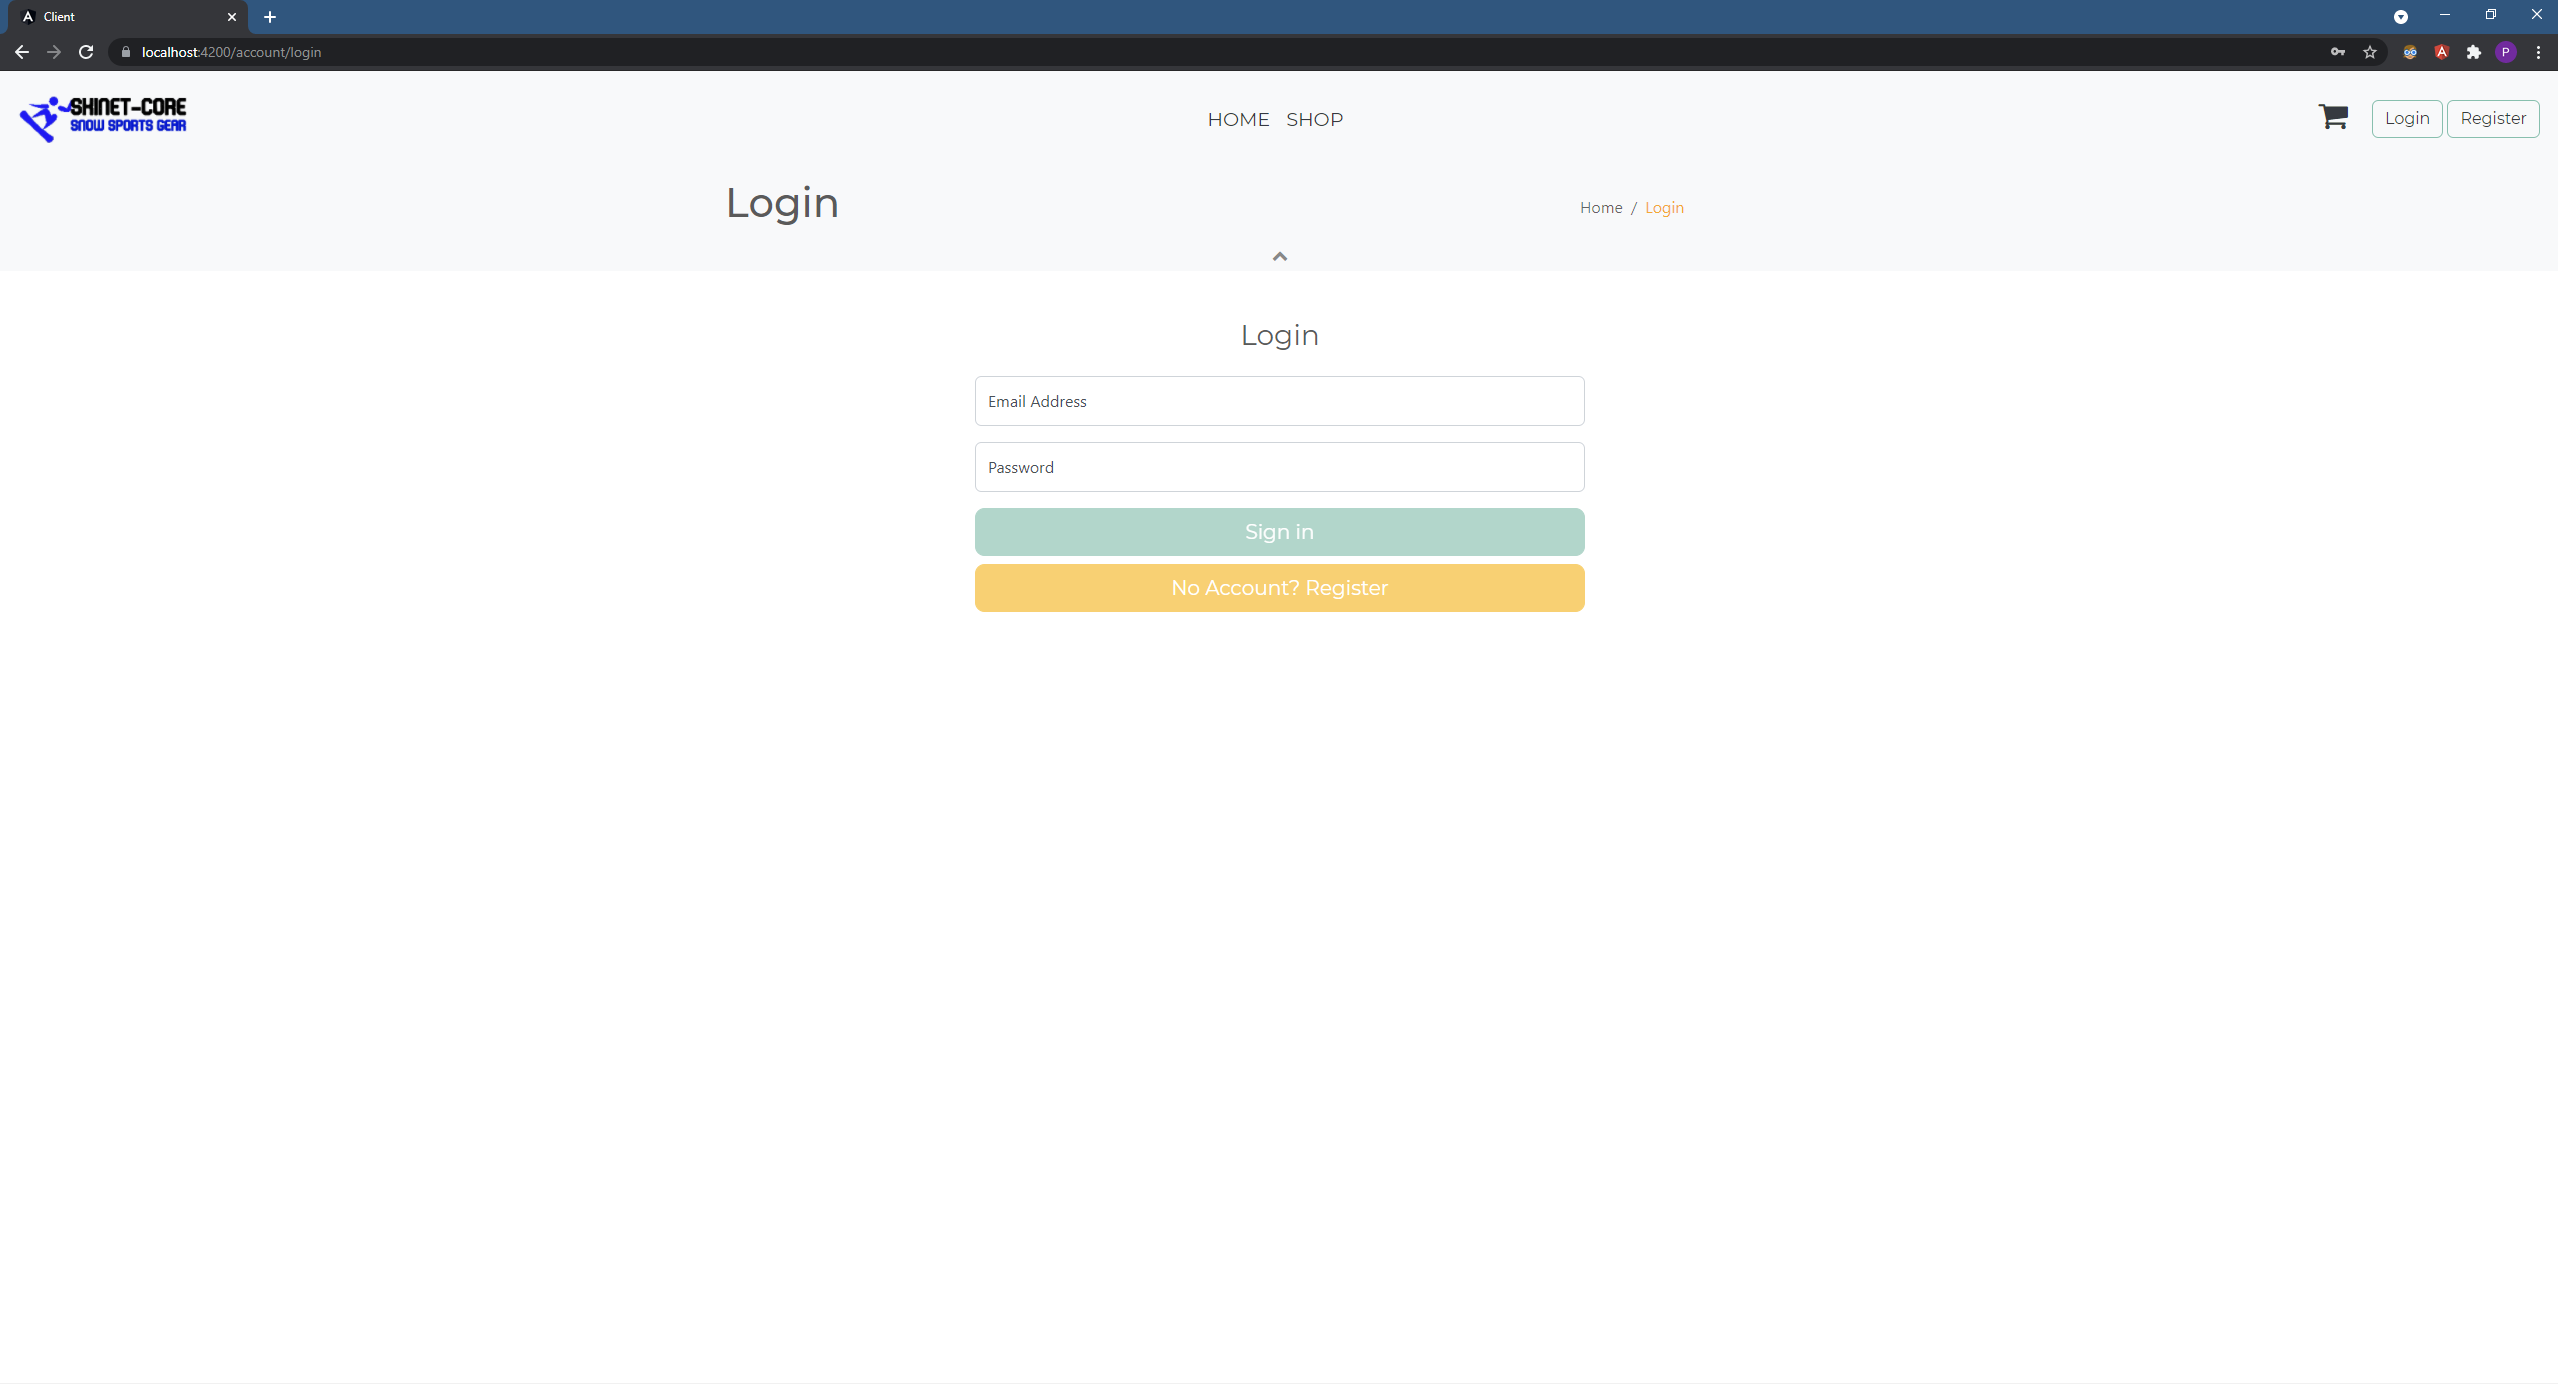 Client
localhost:4200/account/login
P
SHINET-CORE
SNOW SPORTS GEAR
HOME SHOP
Login Register
Login
Home / Login
Login
Email Address
Password
Sign in
No Account? Register